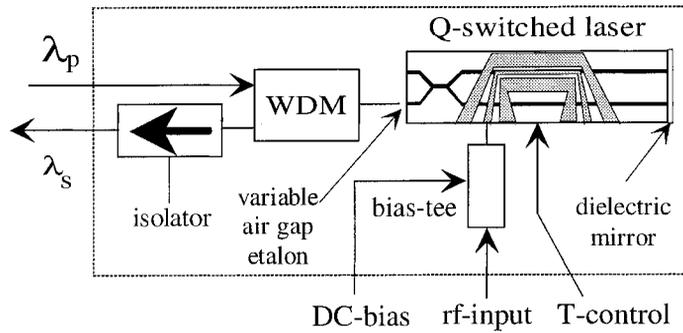 Q-switched laser
λp
WDM
λs
isolator
variable
air gap
etalon
bias-tee
dielectric
mirror
DC-bias
rf-input
T-control